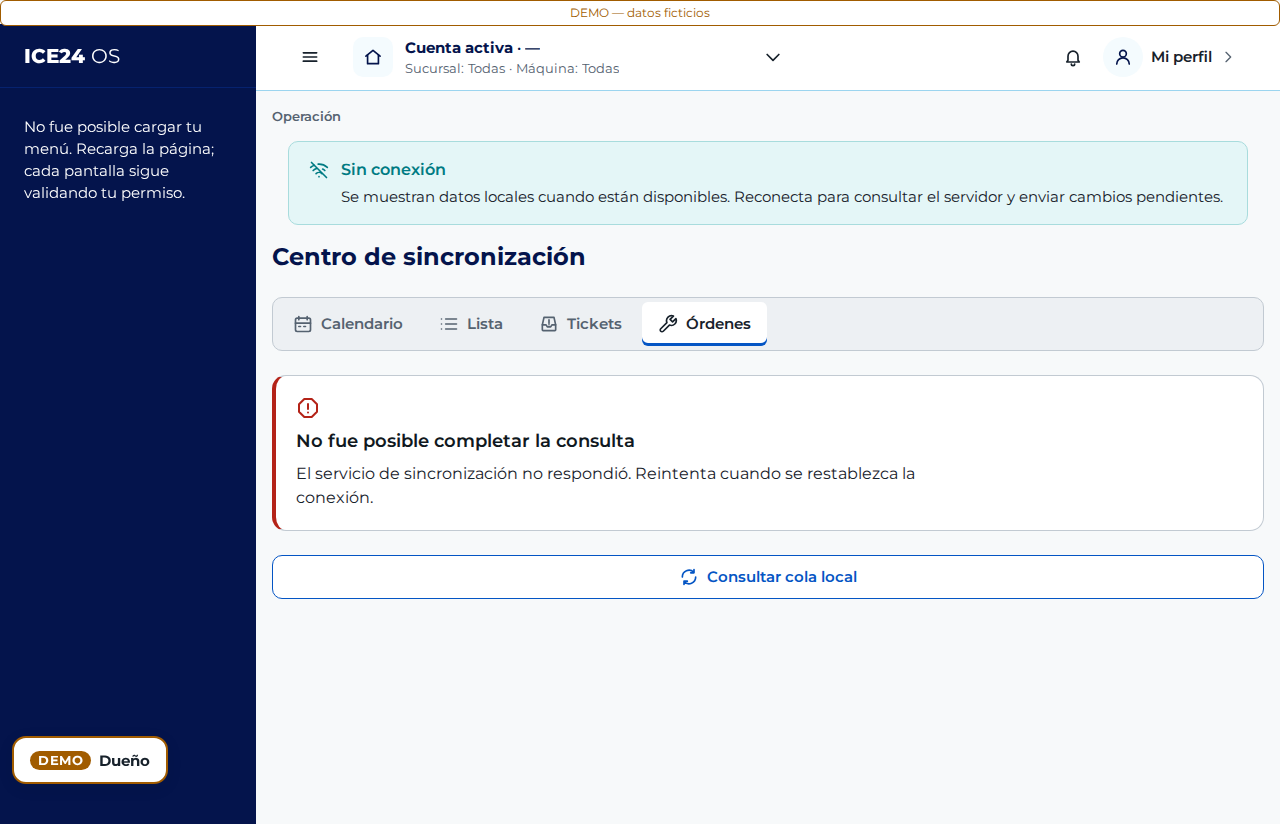 DEMO — datos ficticios
ICE24 OS
Cuenta activa · —
Sucursal: Todas · Máquina: Todas
Mi perfil
No fue posible cargar tu
menú. Recarga la página;
cada pantalla sigue
validando tu permiso.
Operación
Sin conexión
Se muestran datos locales cuando están disponibles. Reconecta para consultar el servidor y enviar cambios pendientes.
Centro de sincronización
Calendario
Lista
Tickets
Órdenes
No fue posible completar la consulta
El servicio de sincronización no respondió. Reintenta cuando se restablezca la
conexión.
Consultar cola local
DEMO Dueño